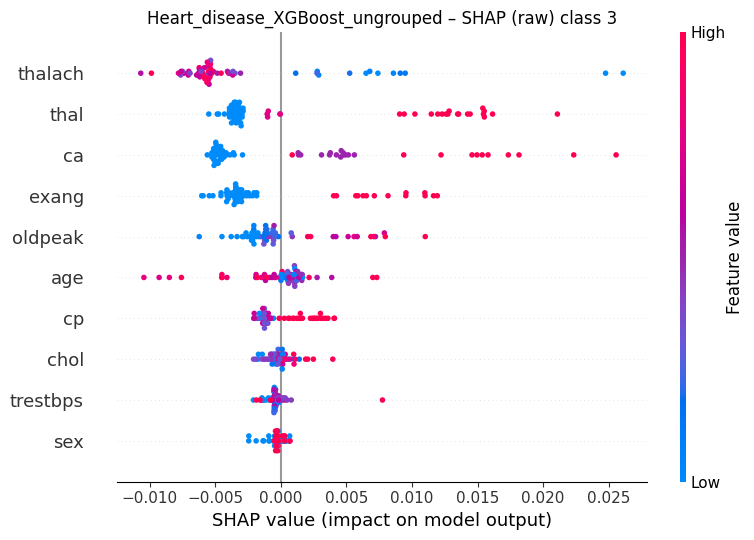 Heart_disease_XGBoost_ungrouped – SHAP (raw) class 3
High
thalach
thal
ca
exang
oldpeak
age
cp
chol
trestbps
sex
Feature value
Low
−0.010 −0.005 0.000 0.005 0.010 0.015 0.020 0.025
SHAP value (impact on model output)